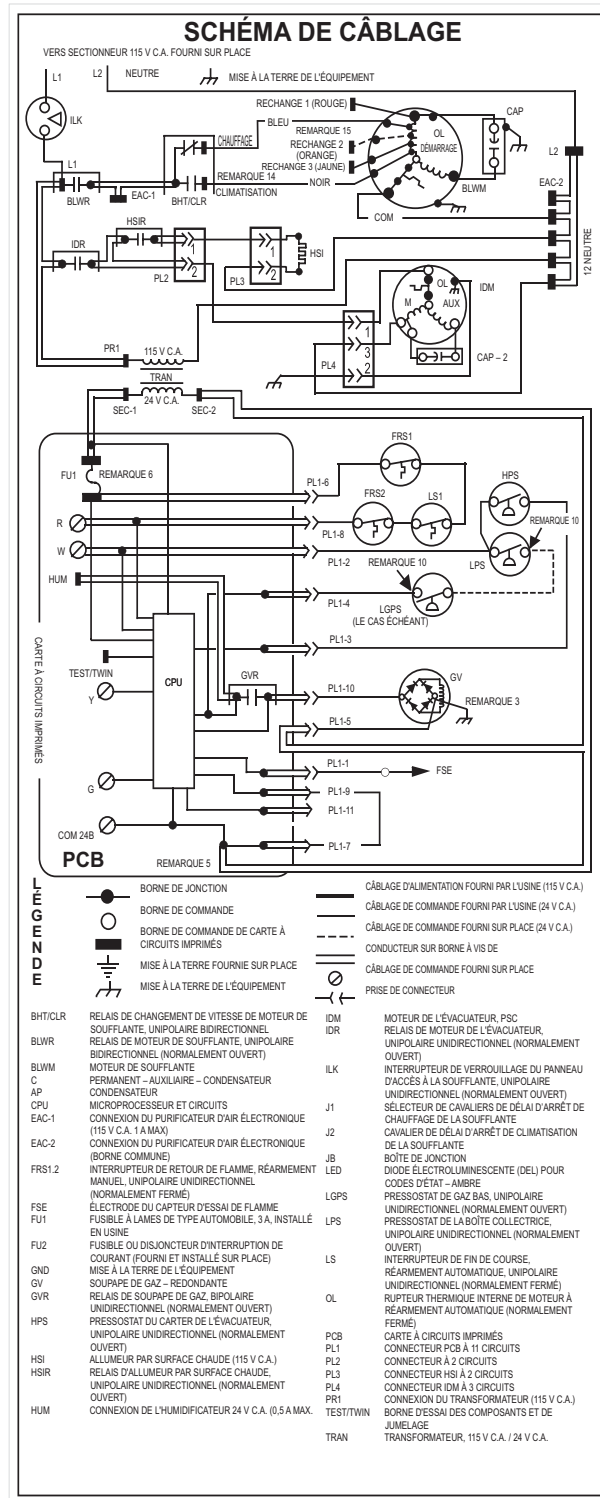 SCHÉMA DE CÂBLAGE
VERS SECTIONNEUR 115 V C.A. FOURNI SUR PLACE
L1
L2
NEUTRE
MISE À LA TERRE DE L'ÉQUIPEMENT
ILK
RECHANGE 1 (ROUGE)
CAP
BLEU
OL
CHAUFFAGE
REMARQUE 15
DÉMARRAGE
RECHANGE 2
(ORANGE)
L2
L1
RECHANGE 3 (JAUNE)
REMARQUE 14
NOIR
BLWM
EAC-2
BLWR
EAC-1
BHT/CLR
CLIMATISATION
COM
HSIR
IDR
1
1
HSI
12 NEUTRE
2
2
PL2
PL3
OL
IDM
M
AUX
PR1
115 V C.A.
1
3
TRAN
PL4
2
CAP – 2
24 V C.A.
SEC-1
SEC-2
FRS1
FU1
REMARQUE 6
PL1-6
HPS
FRS2
LS1
R
PL1-8
REMARQUE 10
W
PL1-2
REMARQUE 10
LPS
HUM
PL1-4
LGPS
(LE CAS ÉCHÉANT)
CARTE À CIRCUITS IMPRIMÉS
PL1-3
TEST/TWIN
CPU
GVR
GV
Y
PL1-10
REMARQUE 3
PL1-5
PL1-1
FSE
G
PL1-9
PL1-11
COM 24B
PL1-7
PCB
REMARQUE 5
LÉGENDE
BORNE DE JONCTION
BORNE DE COMMANDE
BORNE DE COMMANDE DE CARTE À
CIRCUITS IMPRIMÉS
MISE À LA TERRE FOURNIE SUR PLACE
MISE À LA TERRE DE L'ÉQUIPEMENT
CÂBLAGE D'ALIMENTATION FOURNI PAR L'USINE (115 V C.A.)
CÂBLAGE DE COMMANDE FOURNI PAR L'USINE (24 V C.A.)
CÂBLAGE DE COMMANDE FOURNI SUR PLACE (24 V C.A.)
CONDUCTEUR SUR BORNE À VIS DE
CÂBLAGE DE COMMANDE FOURNI SUR PLACE
PRISE DE CONNECTEUR
BHT/CLR RELAIS DE CHANGEMENT DE VITESSE DE MOTEUR DE
SOUFFLANTE, UNIPOLAIRE BIDIRECTIONNEL
BLWR RELAIS DE MOTEUR DE SOUFFLANTE, UNIPOLAIRE
BIDIRECTIONNEL (NORMALEMENT OUVERT)
BLWM MOTEUR DE SOUFFLANTE
C PERMANENT – AUXILIAIRE – CONDENSATEUR
AP CONDENSATEUR
CPU MICROPROCESSEUR ET CIRCUITS
EAC-1 CONNEXION DU PURIFICATEUR D'AIR ÉLECTRONIQUE
(115 V C.A. 1 A MAX)
EAC-2 CONNEXION DU PURIFICATEUR D'AIR ÉLECTRONIQUE
(BORNE COMMUNE)
FRS1.2 INTERRUPTEUR DE RETOUR DE FLAMME, RÉARMEMENT
MANUEL, UNIPOLAIRE UNIDIRECTIONNEL
(NORMALEMENT FERMÉ)
FSE ÉLECTRODE DU CAPTEUR D'ESSAI DE FLAMME
FU1 FUSIBLE À LAMES DE TYPE AUTOMOBILE, 3 A, INSTALLÉ
EN USINE
FU2 FUSIBLE OU DISJONCTEUR D'INTERRUPTION DE
COURANT (FOURNI ET INSTALLÉ SUR PLACE)
GND MISE À LA TERRE DE L'ÉQUIPEMENT
GV SOUPAPE DE GAZ – REDONDANTE
GVR RELAIS DE SOUPAPE DE GAZ, BIPOLAIRE
UNIDIRECTIONNEL (NORMALEMENT OUVERT)
HPS PRESSOSTAT DU CARTER DE L'ÉVACUATEUR,
UNIPOLAIRE UNIDIRECTIONNEL (NORMALEMENT
OUVERT)
HSI ALLUMEUR PAR SURFACE CHAUDE (115 V C.A.)
HSIR RELAIS D'ALLUMEUR PAR SURFACE CHAUDE,
UNIPOLAIRE UNIDIRECTIONNEL (NORMALEMENT
OUVERT)
HUM CONNEXION DE L'HUMIDIFICATEUR 24 V C.A. (0,5 A MAX.
IDM MOTEUR DE L'ÉVACUATEUR, PSC
IDR RELAIS DE MOTEUR DE L'ÉVACUATEUR,
UNIPOLAIRE UNIDIRECTIONNEL (NORMALEMENT
OUVERT)
ILK INTERRUPTEUR DE VERROUILLAGE DU PANNEAU
D'ACCÈS À LA SOUFFLANTE, UNIPOLAIRE
UNIDIRECTIONNEL (NORMALEMENT OUVERT)
J1 SÉLECTEUR DE CAVALIERS DE DÉLAI D'ARRÊT DE
CHAUFFAGE DE LA SOUFFLANTE
J2 CAVALIER DE DÉLAI D'ARRÊT DE CLIMATISATION
DE LA SOUFFLANTE
JB BOÎTE DE JONCTION
LED DIODE ÉLECTROLUMINESCENTE (DEL) POUR
CODES D'ÉTAT – AMBRE
LGPS PRESSOSTAT DE GAZ BAS, UNIPOLAIRE
UNIDIRECTIONNEL (NORMALEMENT OUVERT)
LPS PRESSOSTAT DE LA BOÎTE COLLECTRICE,
UNIPOLAIRE UNIDIRECTIONNEL (NORMALEMENT
OUVERT)
LS INTERRUPTEUR DE FIN DE COURSE,
RÉARMEMENT AUTOMATIQUE, UNIPOLAIRE
UNIDIRECTIONNEL (NORMALEMENT FERMÉ)
OL RUPTEUR THERMIQUE INTERNE DE MOTEUR À
RÉARMEMENT AUTOMATIQUE (NORMALEMENT
FERMÉ)
PCB CARTE À CIRCUITS IMPRIMÉS
PL1 CONNECTEUR PCB À 11 CIRCUITS
PL2 CONNECTEUR À 2 CIRCUITS
PL3 CONNECTEUR HSI À 2 CIRCUITS
PL4 CONNECTEUR IDM À 3 CIRCUITS
PR1 CONNEXION DU TRANSFORMATEUR (115 V C.A.)
TEST/TWIN BORNE D'ESSAI DES COMPOSANTS ET DE
JUMELAGE
TRAN TRANSFORMATEUR, 115 V C.A. / 24 V C.A.